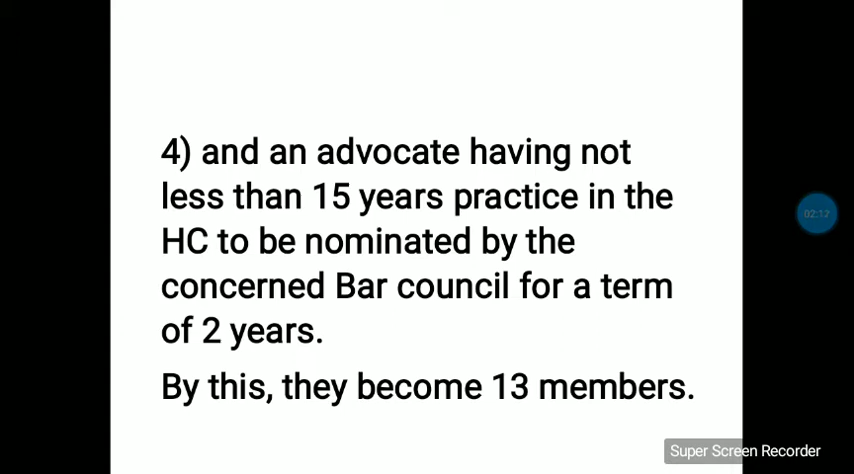 4) and an advocate having not
less than 15 years practice in the
HC to be nominated by the
concerned Bar council for a term
of 2 years.
By this, they become 13 members.
02:12
Super Screen Recorder